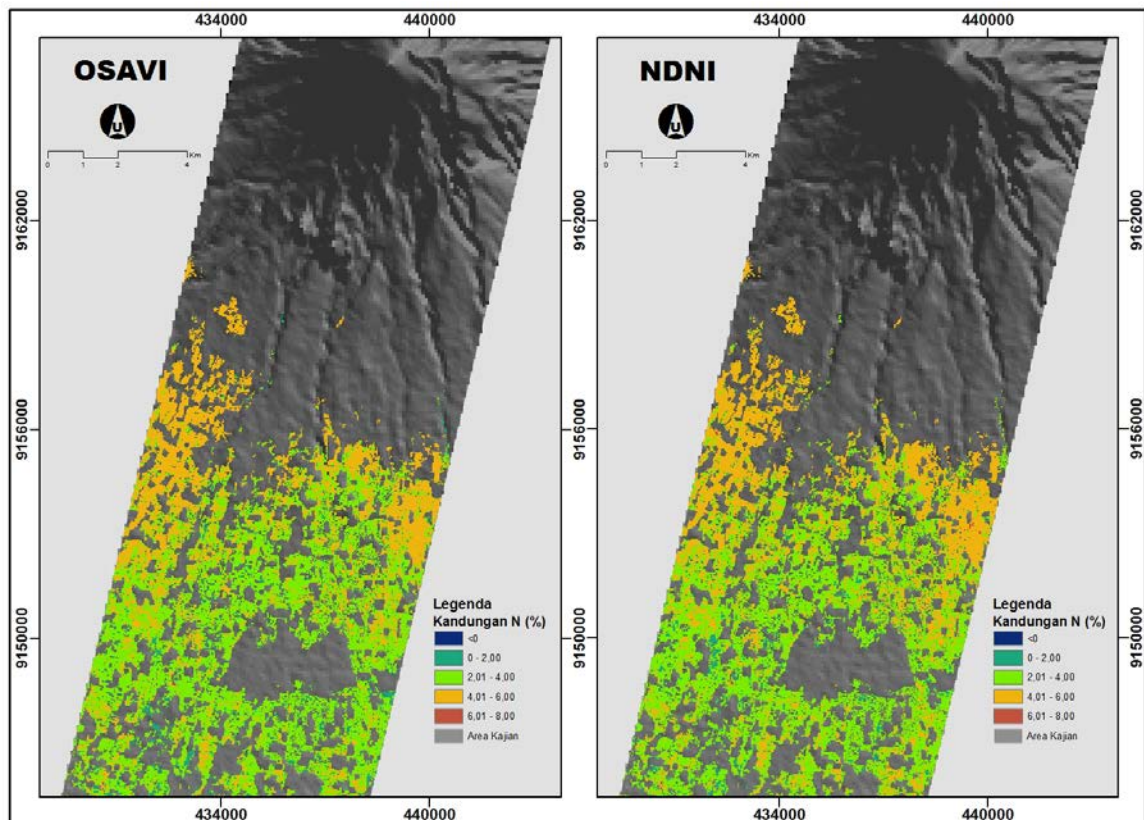 434000
440000
434000
440000
OSAVI
U
0 1 2 4 Km
NDNI
U
0 1 2 4 Km
9162000
9162000
9156000
9156000
9150000
9150000
Legenda
Kandungan N (%)
<0
0 - 2,00
2,01 - 4,00
4,01 - 6,00
6,01 - 8,00
Area Kajian
Legenda
Kandungan N (%)
<0
0 - 2,00
2,01 - 4,00
4,01 - 6,00
6,01 - 8,00
Area Kajian
434000
440000
434000
440000